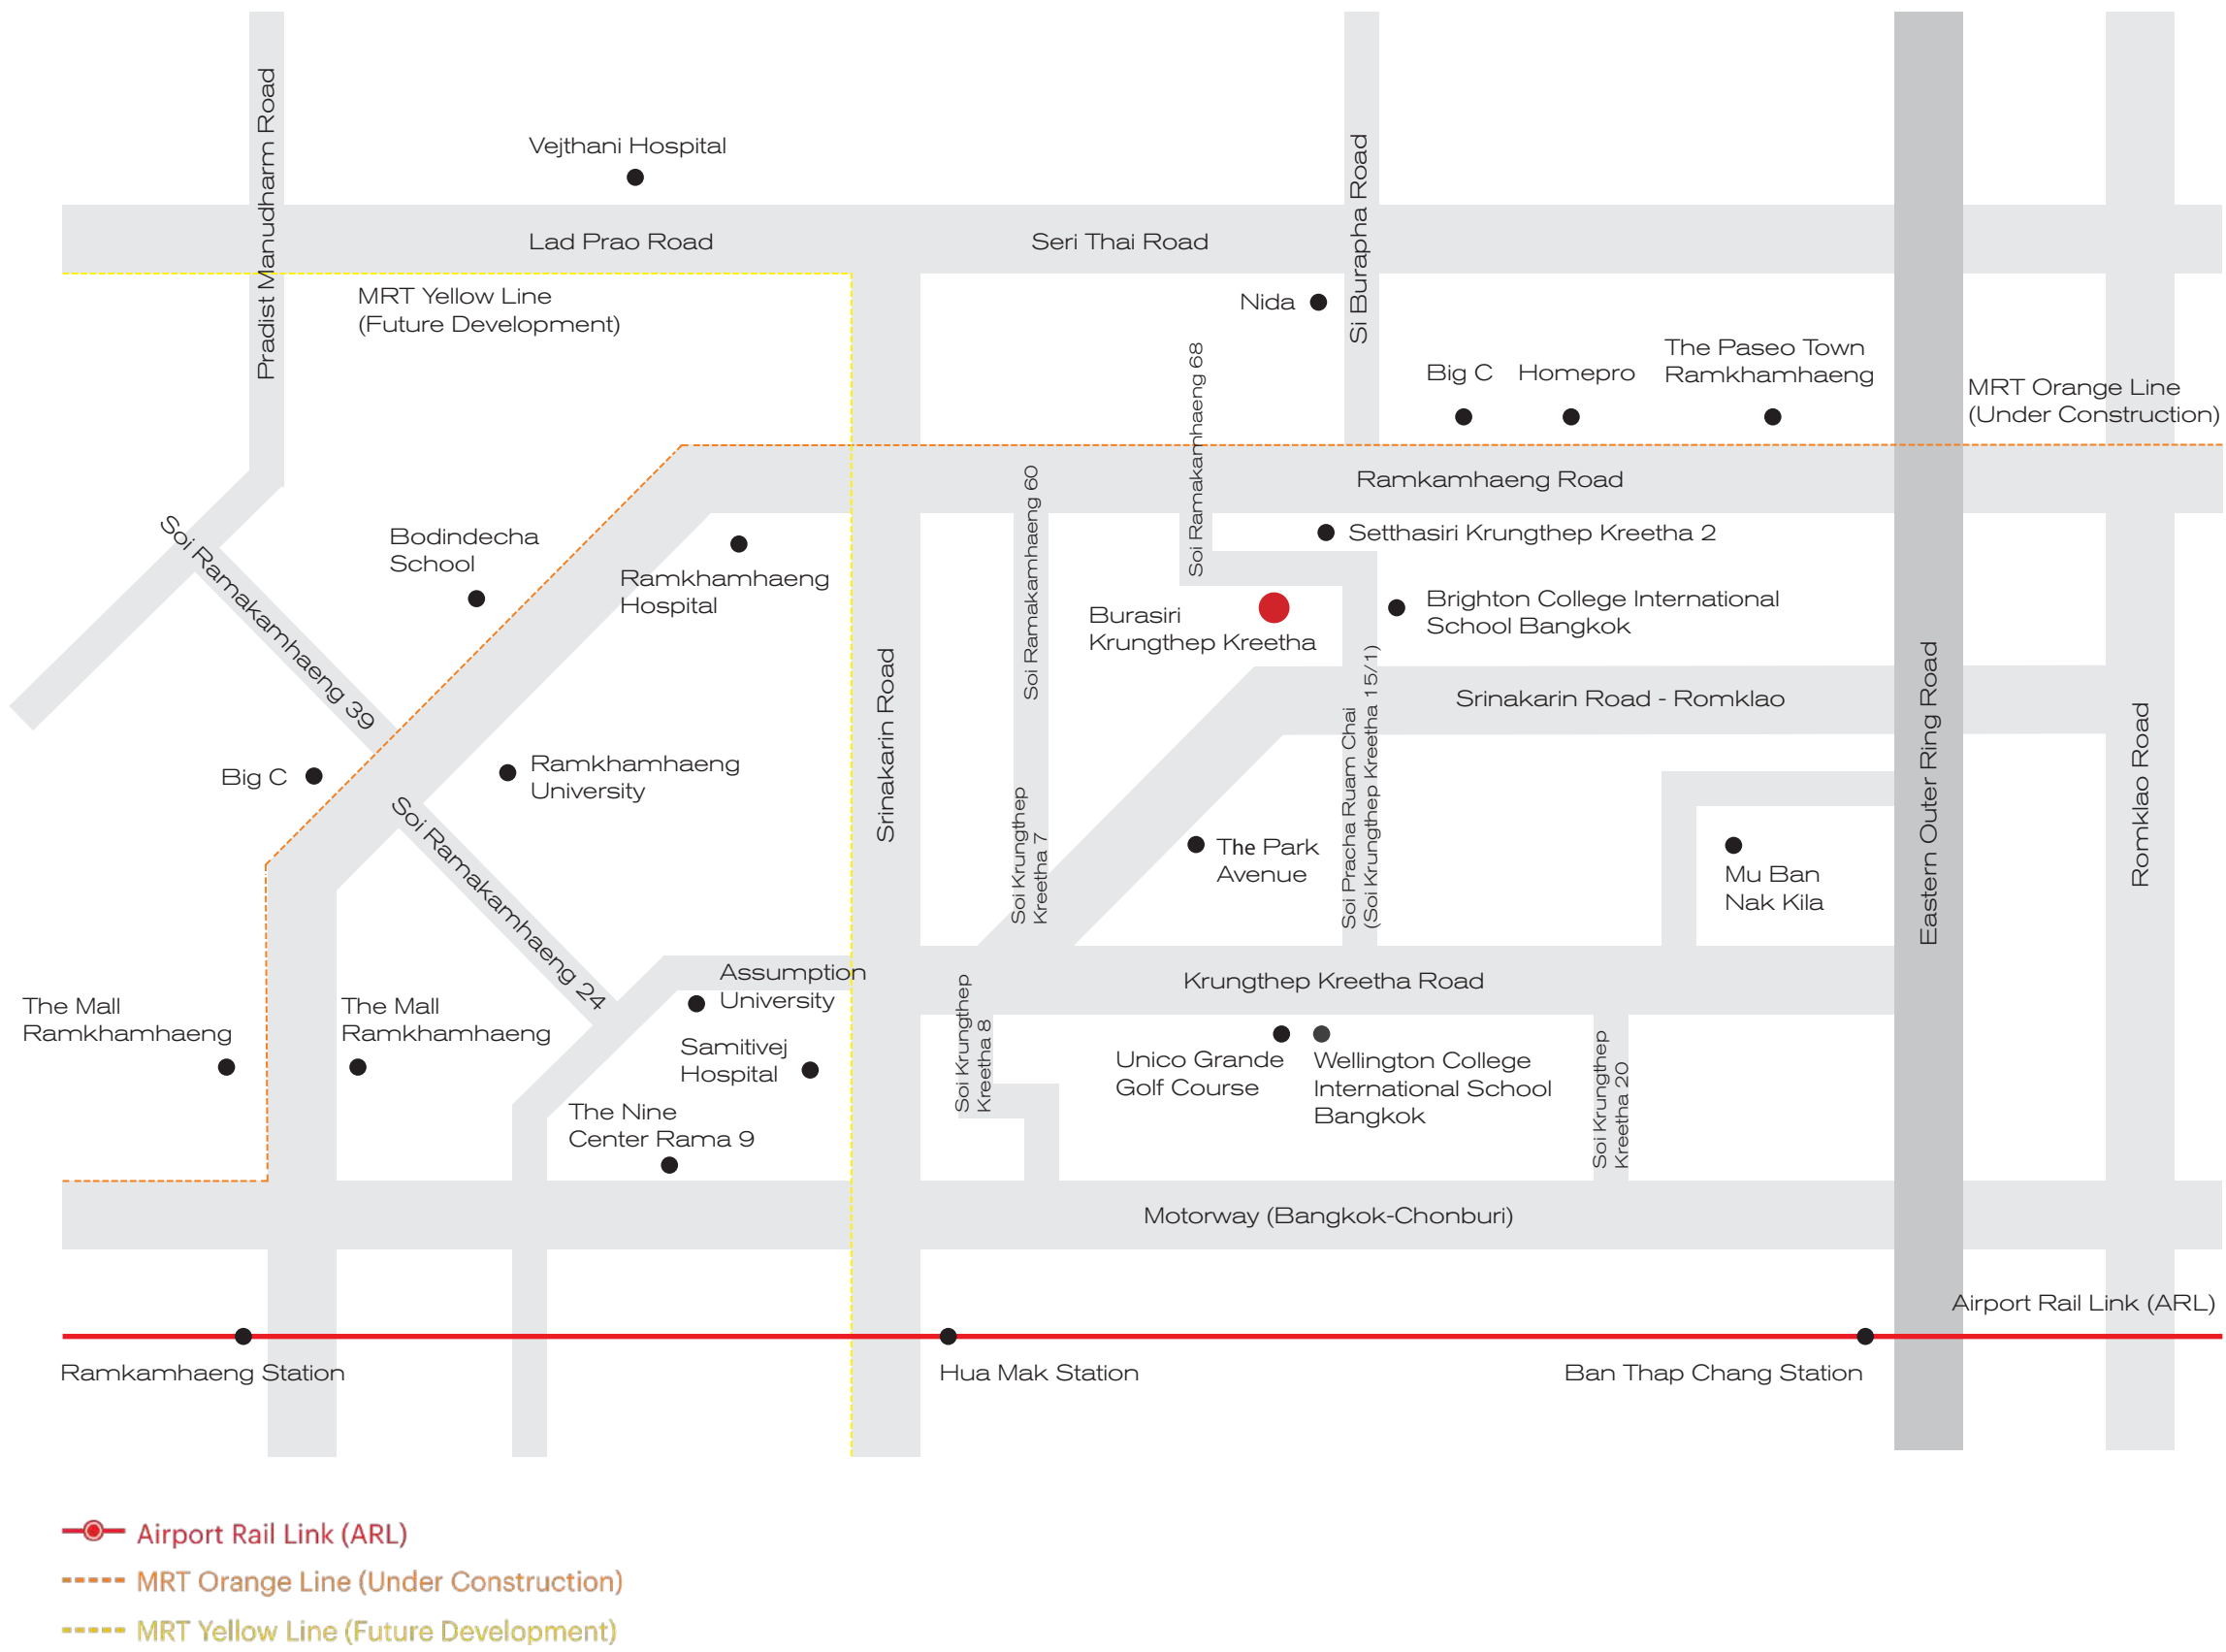 Pradist Manudharm Road
Vejthani Hospital
Lad Prao Road
Seri Thai Road
Si Burapha Road
MRT Yellow Line
(Future Development)
Nida
Soi Ramakamhaeng 68
Big C
Homepro
The Paseo Town
Ramkhamhaeng
MRT Orange Line
(Under Construction)
Ramkamhaeng Road
Soi Ramakamhaeng 60
Soi Ramakamhaeng 39
Bodindecha
School
Ramkhamhaeng
Hospital
Setthasiri Krungthep Kreetha 2
Burasiri
Krungthep Kreetha
Brighton College International
School Bangkok
Srinakarin Road
Srinakarin Road - Romklao
Eastern Outer Ring Road
Romklao Road
Big C
Ramkhamhaeng
University
Soi Ramakamhaeng 24
Soi Krungthep
Kreetha 7
The Park
Avenue
Soi Pracha Ruam Chai
(Soi Krungthep Kreetha 15/1)
Mu Ban
Nak Kila
Assumption
University
Krungthep Kreetha Road
The Mall
Ramkhamhaeng
The Mall
Ramkhamhaeng
Samitivej
Hospital
Soi Krungthep
Kreetha 8
Unico Grande
Golf Course
Wellington College
International School
Bangkok
Soi Krungthep
Kreetha 20
The Nine
Center Rama 9
Motorway (Bangkok-Chonburi)
Airport Rail Link (ARL)
Ramkamhaeng Station
Hua Mak Station
Ban Thap Chang Station
Airport Rail Link (ARL)
MRT Orange Line (Under Construction)
MRT Yellow Line (Future Development)